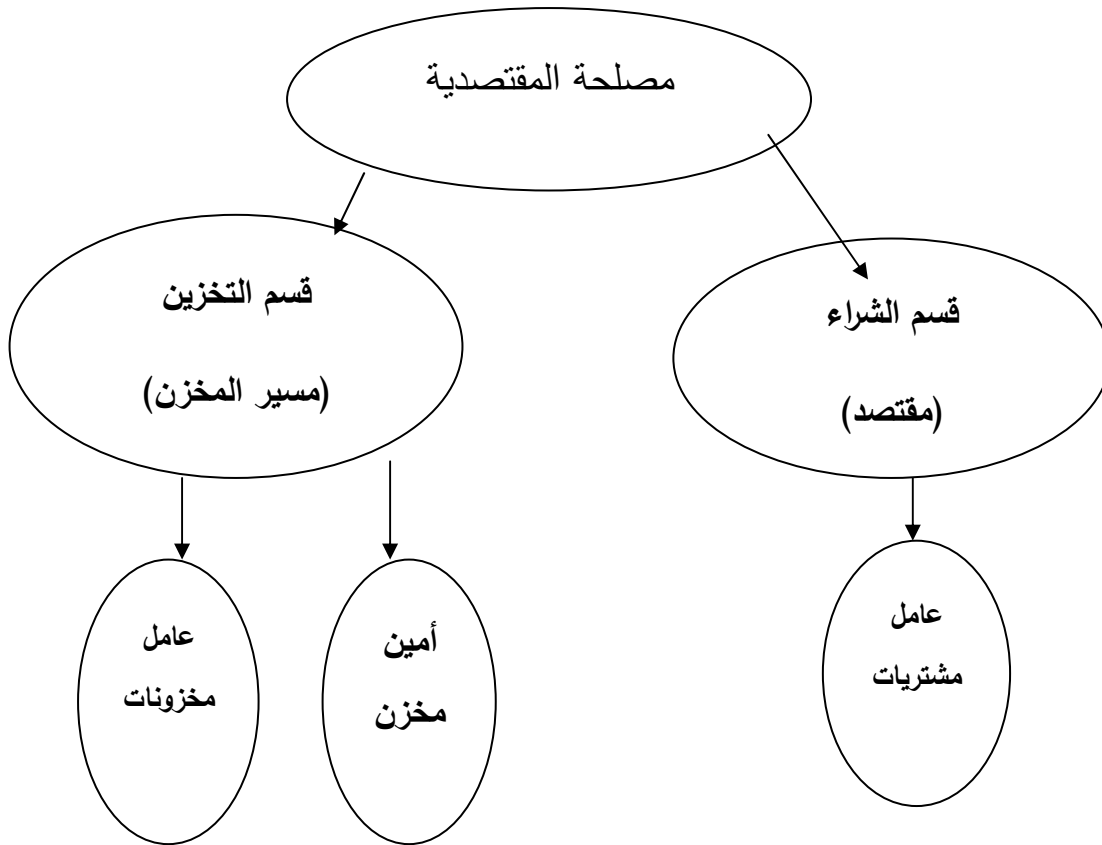 مصلحة المقتصدية
قسم الشراء
(مقتصد)
قسم التخزين
(مسير المخزن)
عامل
مشتريات
أمين
مخزن
عامل
مخزونات